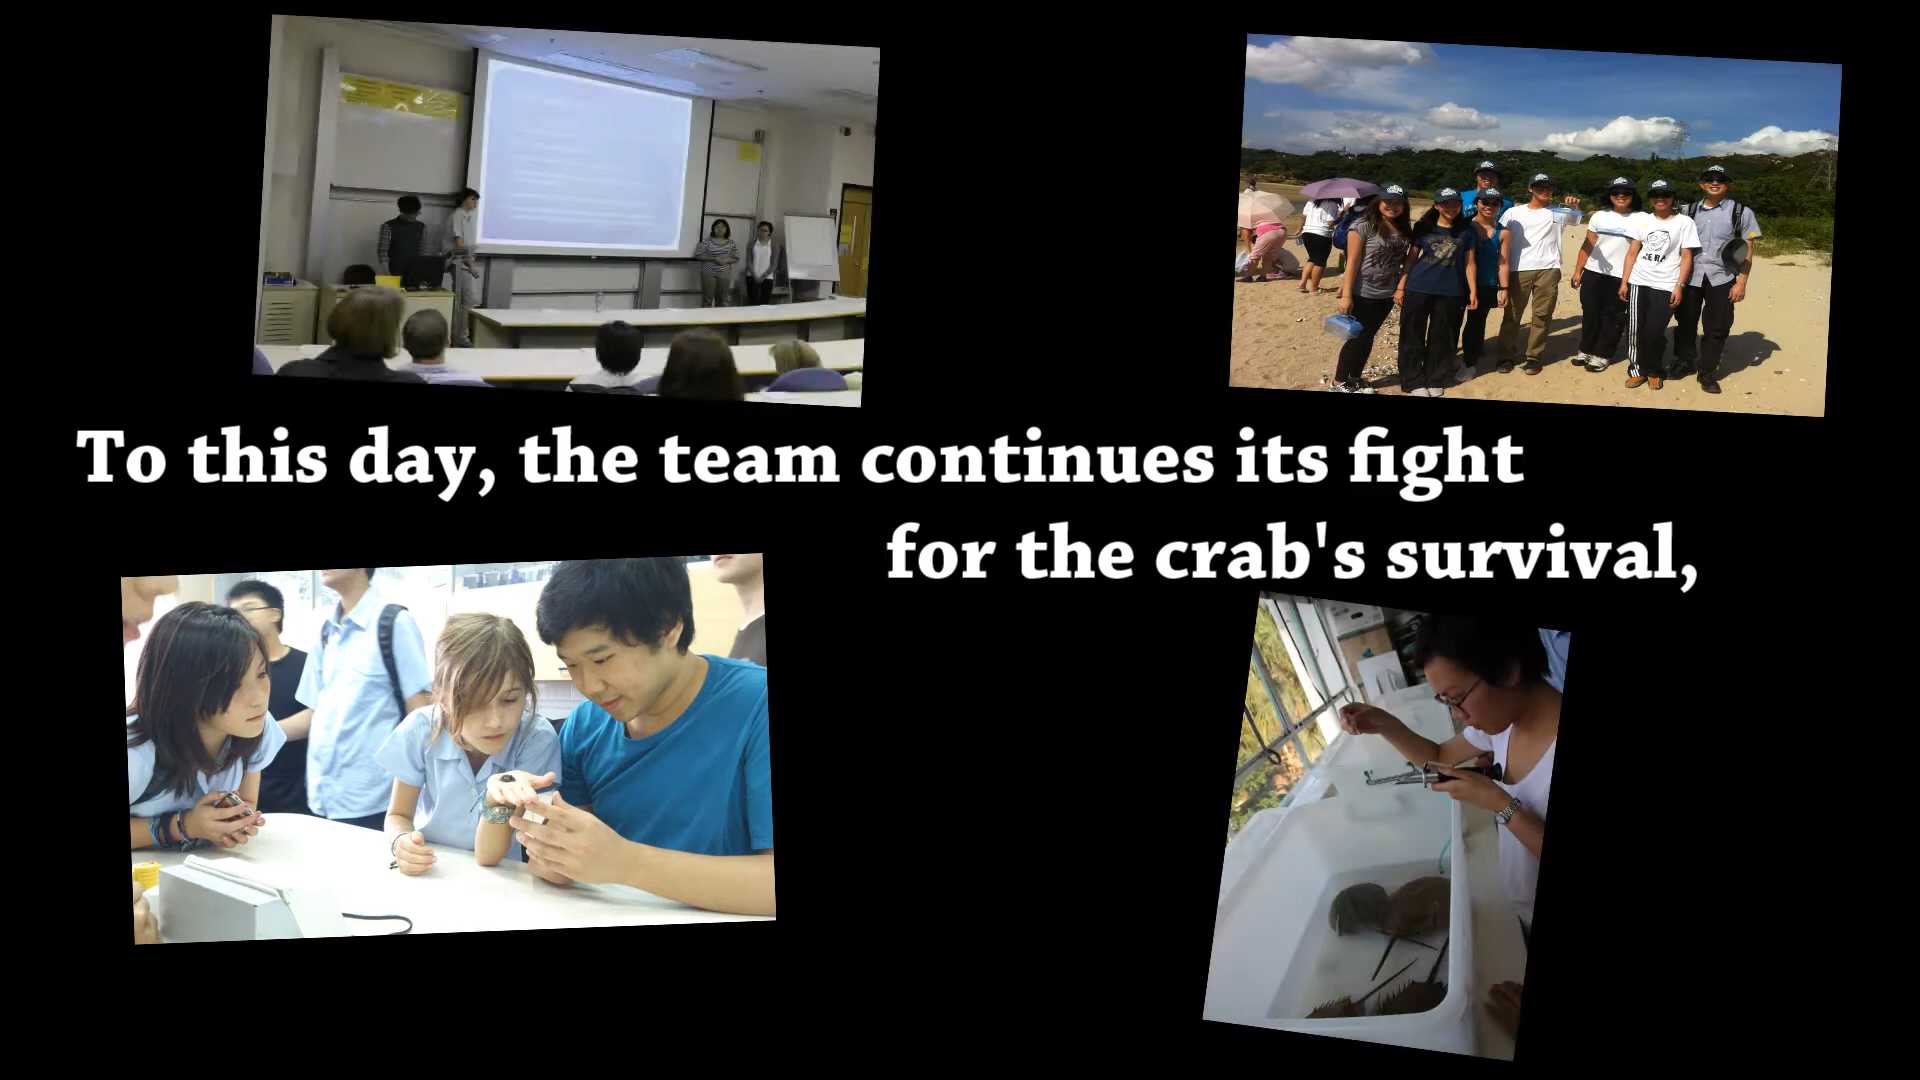 To this day, the team continues its fight
for the crab's survival,